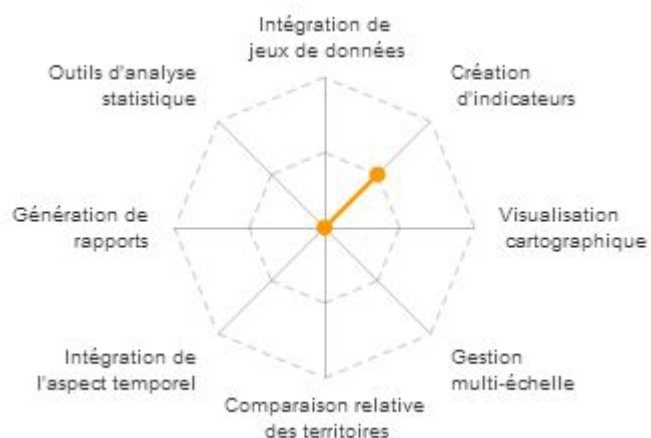 Intégration de
jeux de données
Outils d'analyse
statistique
Création
d'indicateurs
Génération de
rapports
Visualisation
cartographique
Intégration de
l'aspect temporel
Gestion
multi-échelle
Comparaison relative
des territoires